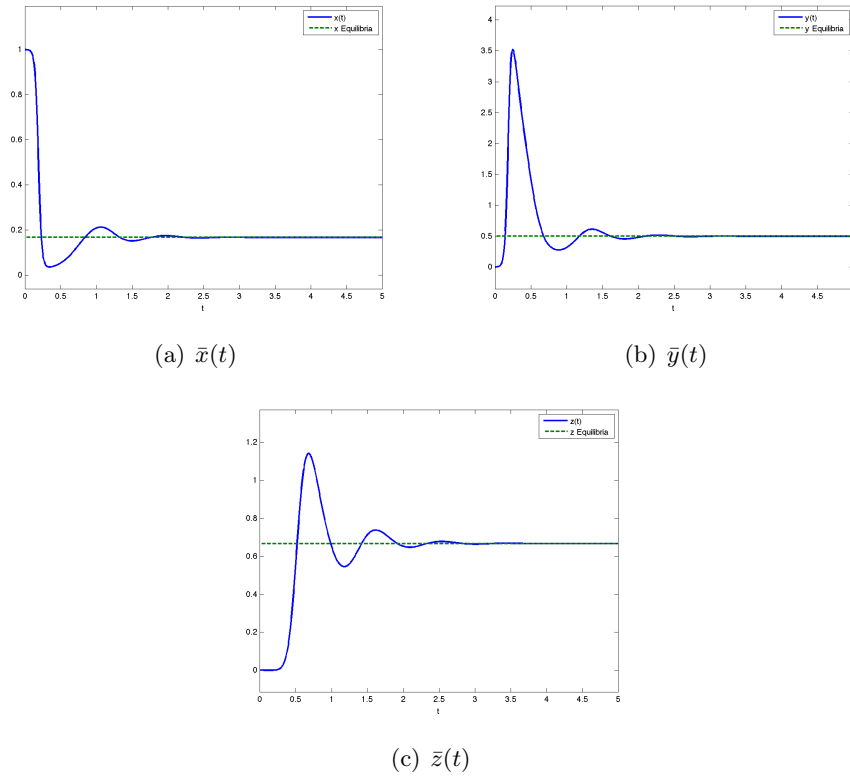 x(t)
x Equilibria
1
0.8
0.6
0.4
0.2
0
0 0.5 1 1.5 2 2.5 3 3.5 4 4.5 5
t
(a) x̄(t)
y(t)
y Equilibria
4
3.5
3
2.5
2
1.5
1
0.5
0
0 0.5 1 1.5 2 2.5 3 3.5 4 4.5
t
(b) ȳ(t)
z(t)
z Equilibria
1.2
1
0.8
0.6
0.4
0.2
0
0 0.5 1 1.5 2 2.5 3 3.5 4 4.5 5
t
(c) z̄(t)